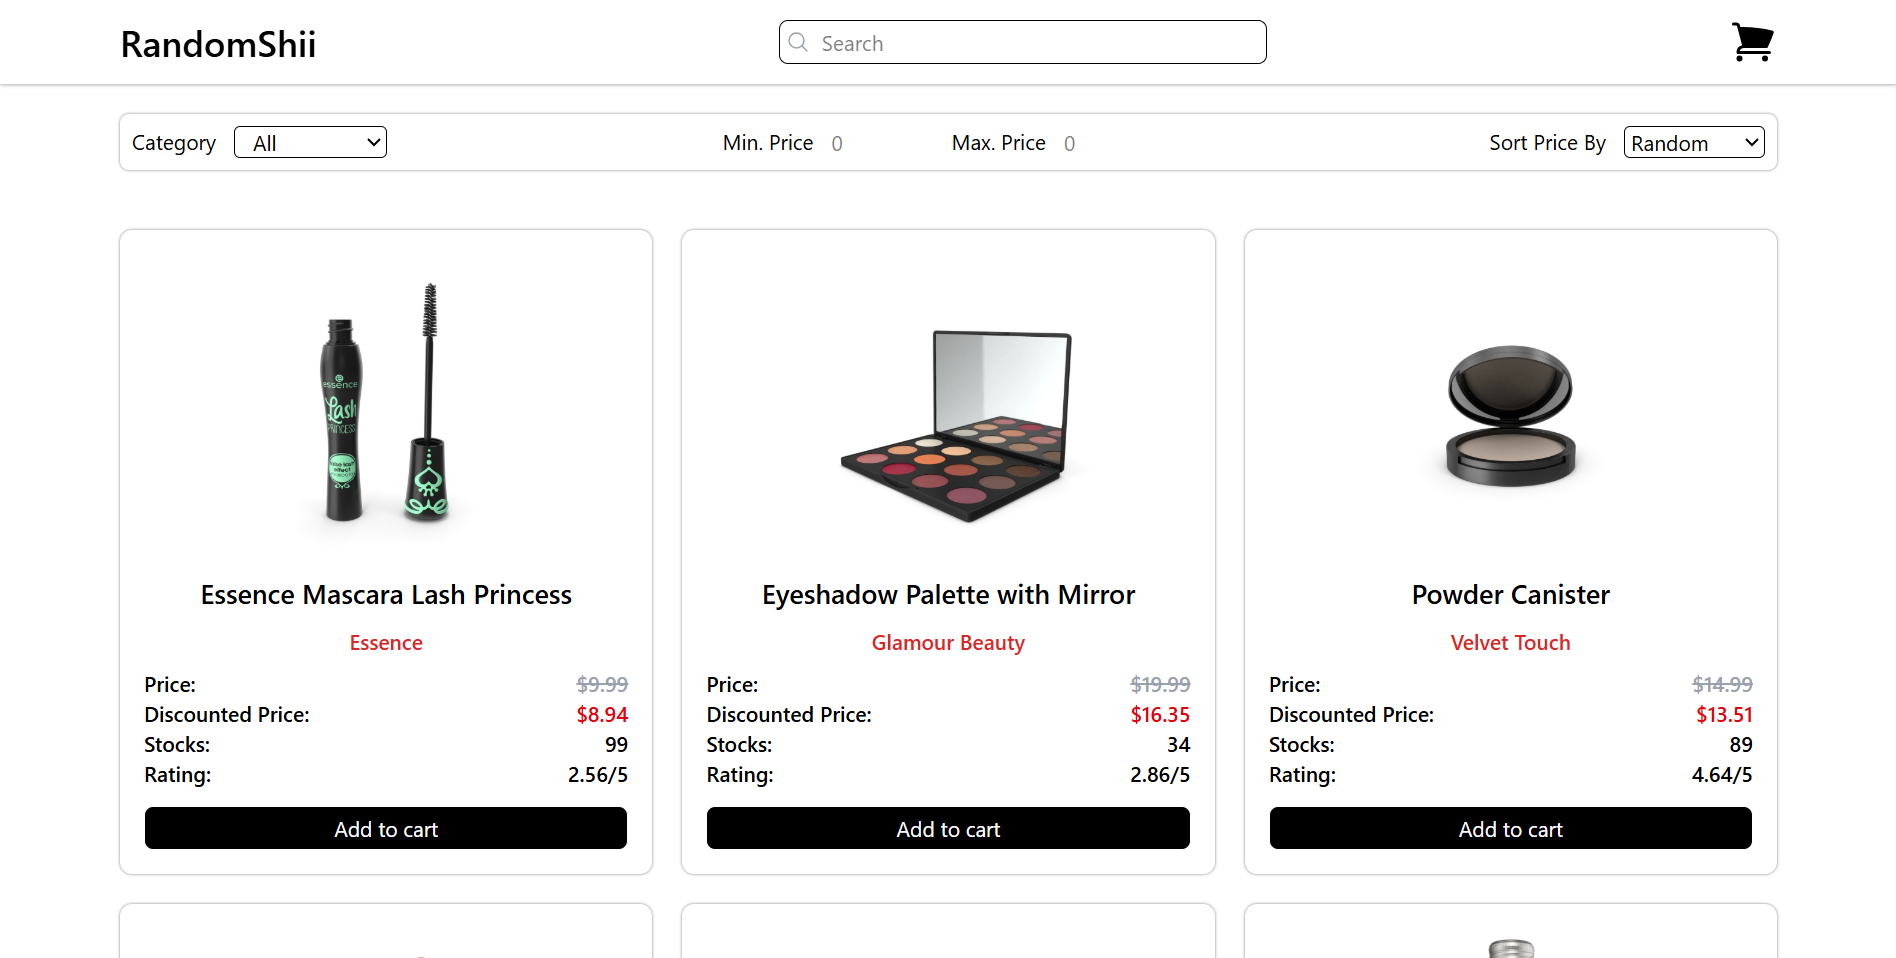 RandomShii
Search
Category All Min. Price 0 Max. Price 0 Sort Price By Random
essence
Lash
PRINCESS
Essence Mascara Lash Princess
Essence
Price: $9.99
Discounted Price: $8.94
Stocks: 99
Rating: 2.56/5
Add to cart
Eyeshadow Palette with Mirror
Glamour Beauty
Price: $19.99
Discounted Price: $16.35
Stocks: 34
Rating: 2.86/5
Add to cart
Powder Canister
Velvet Touch
Price: $14.99
Discounted Price: $13.51
Stocks: 89
Rating: 4.64/5
Add to cart